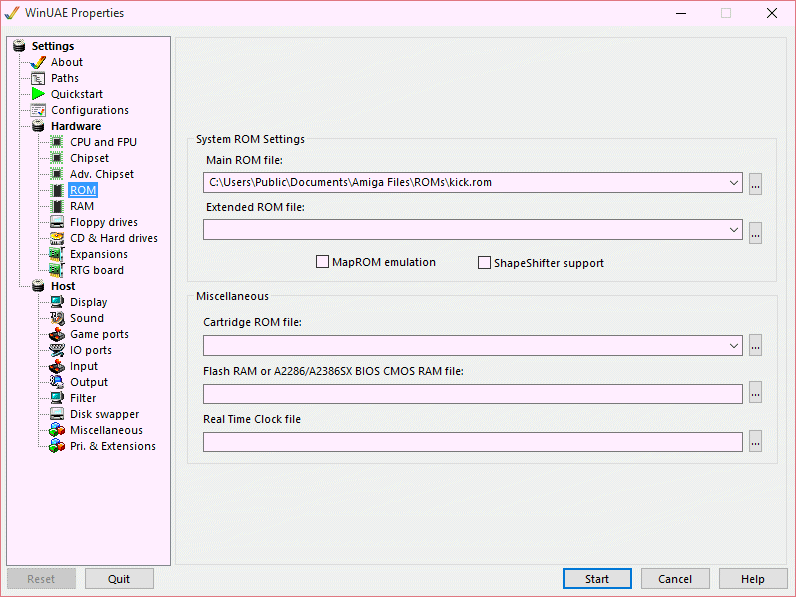 WinUAE Properties
Settings
About
Paths
Quickstart
Configurations
Hardware
CPU and FPU
Chipset
Adv. Chipset
ROM
RAM
Floppy drives
CD & Hard drives
Expansions
RTG board
Host
Display
Sound
Game ports
IO ports
Input
Output
Filter
Disk swapper
Miscellaneous
Pri. & Extensions
System ROM Settings
Main ROM file:
C:\Users\Public\Documents\Amiga Files\ROMs\kick.rom
...
Extended ROM file:
...
MapROM emulation
ShapeShifter support
Miscellaneous
Cartridge ROM file:
...
Flash RAM or A2286/A2386SX BIOS CMOS RAM file:
...
Real Time Clock file
...
Reset
Quit
Start
Cancel
Help